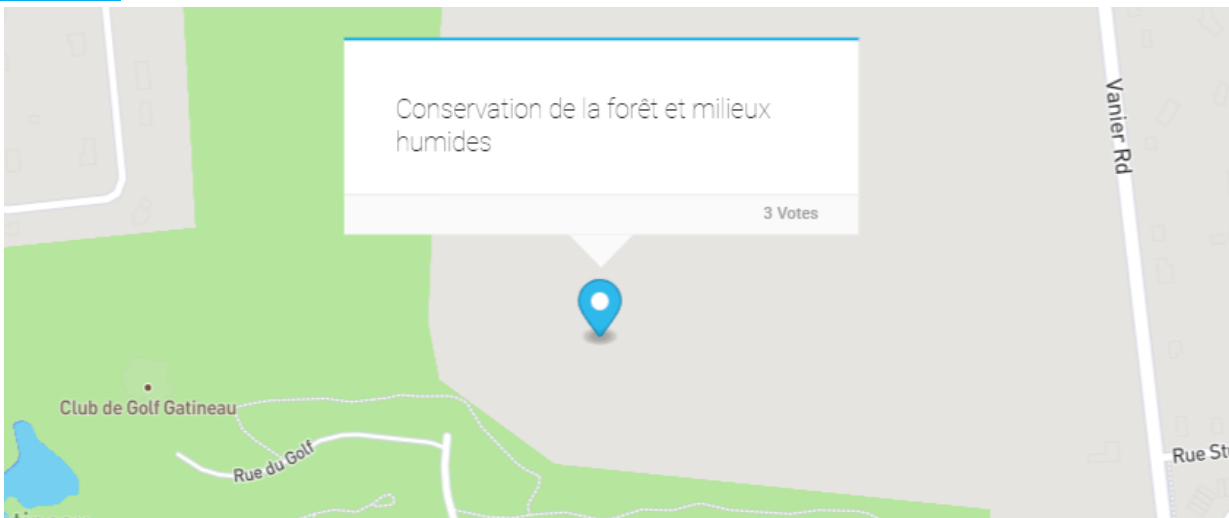 Conservation de la forêt et milieux
humides
3 Votes
Vanier Rd
Club de Golf Gatineau
Rue du Golf
Rue St